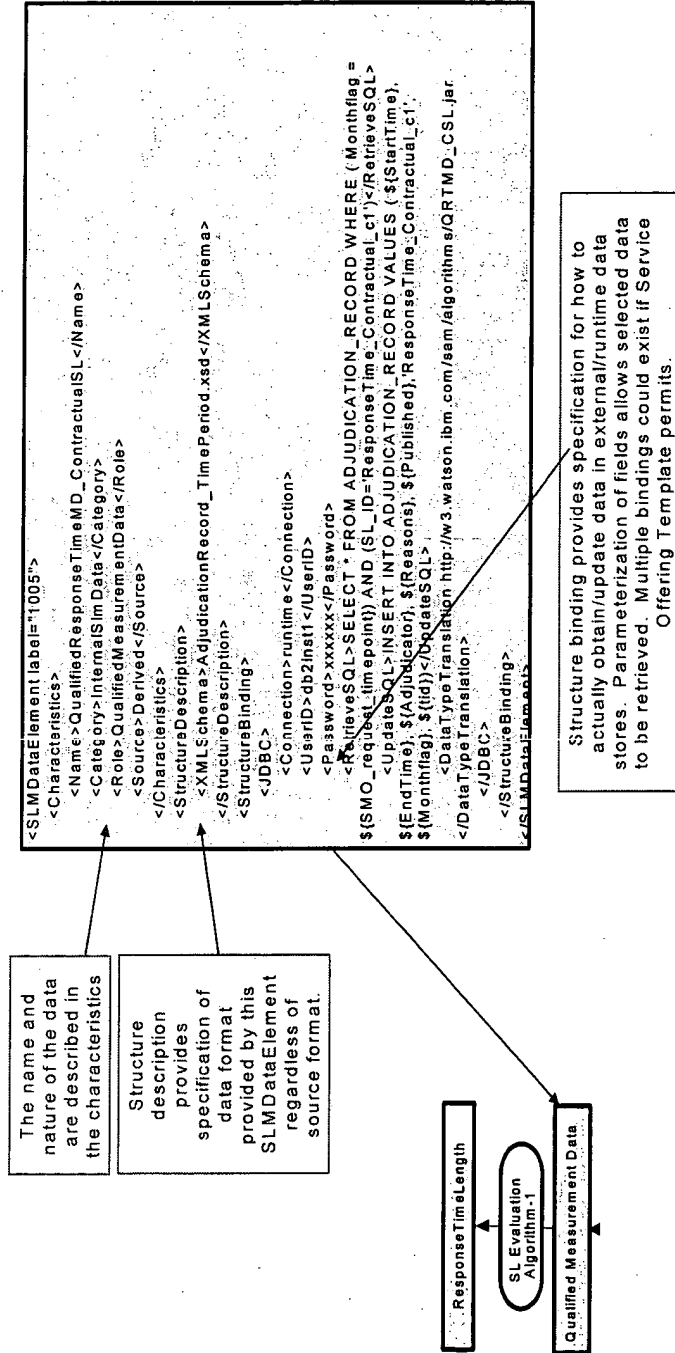 The name and
nature of the data
are described in
the characteristics
Structure
description
provides
specification of
data format
provided by this
SLMDataElement
regardless of
source format.
<SLMDataElement label="1005">
<Characteristics>
<Name>QualifiedResponseTimeMD_ContractualSL</Name>
<Category>InternalSlmData</Category>
<Role>QualifiedMeasurementData</Role>
<Source>Derived</Source>
</Characteristics>
<StructureDescription>
<XMLSchema>AdjudicationRecord_TimePeriod.xsd</XMLSchema>
</StructureDescription>
<StructureBinding>
<JDBC>
<Connection>runtime</Connection>
<UserID>db2inst1</UserID>
<Password>xxxxxx</Password>
<RetrieveSQL>SELECT * FROM ADJUDICATION_RECORD WHERE ( Monthflag =
${SMO_request_timepoint}) AND (SL_ID='ResponseTime_Contractual_c1')</RetrieveSQL>
<UpdateSQL>INSERT INTO ADJUDICATION_RECORD VALUES ( ${StartTime},
${EndTime}, ${Adjudicator}, ${Reasons}, ${Published},'ResponseTime_Contractual_c1',
${Monthflag}, ${tid})</UpdateSQL>
<DataTypeTranslation http://w3.watson.ibm.com/sam/algorithms/QRTMD_CSL.jar
</DataTypeTranslation>
</JDBC>
</StructureBinding>
</SLMDataElement>
ResponseTimeLength
SL Evaluation
Algorithm-1
Qualified Measurement Data
Structure binding provides specification for how to
actually obtain/update data in external/runtime data
stores. Parameterization of fields allows selected data
to be retrieved. Multiple bindings could exist if Service
Offering Template permits.